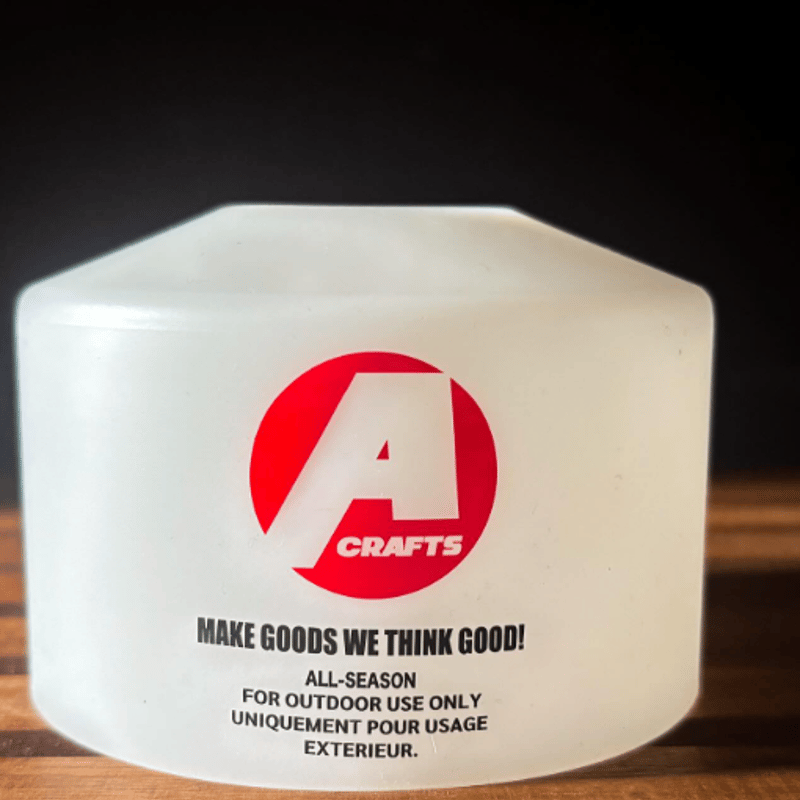 A
CRAFTS
MAKE GOODS WE THINK GOOD!
ALL-SEASON
FOR OUTDOOR USE ONLY
UNIQUEMENT POUR USAGE
EXTERIEUR.